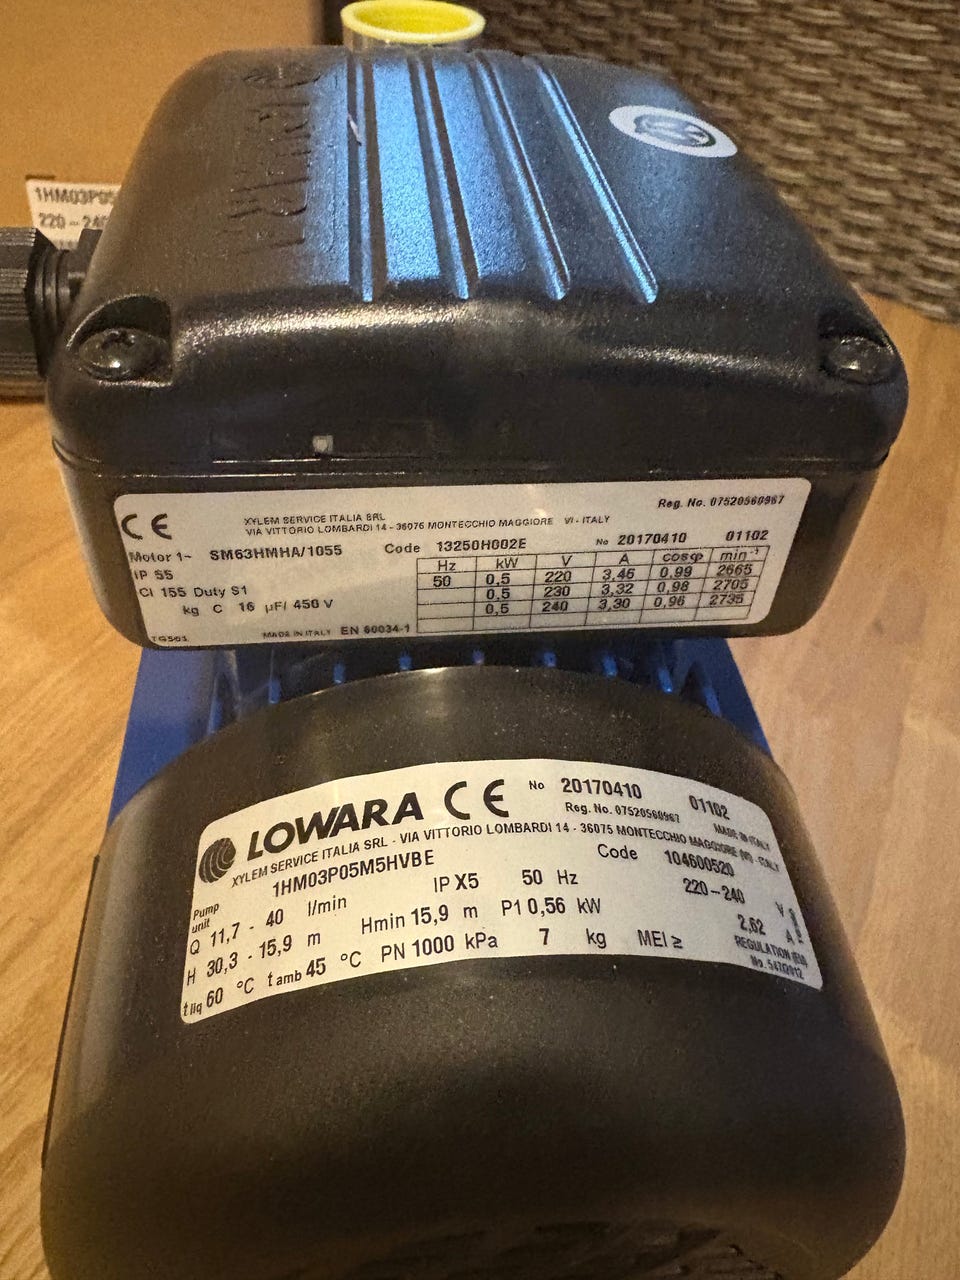 1HM03P05
220 - 240
CE
XYLEM SERVICE ITALIA SRL
VIA VITTORIO LOMBARDI 14 - 36075 MONTECCHIO MAGGIORE VI - ITALY
Reg. No. 07520560967
Motor 1~ SM63HMHA/1055 Code 13250H002E No 20170410 01102
IP 55
Cl 155 Duty S1
kg C 16 µF/ 450 V
Hz kW V A cosφ min⁻¹
50 0,5 220 3,46 0,99 2665
0,5 230 3,32 0,98 2705
0,5 240 3,30 0,96 2735
TG503 MADE IN ITALY EN 60034-1
LOWARA CE No 20170410 01102
Reg. No. 07520560967 MADE IN ITALY
XYLEM SERVICE ITALIA SRL - VIA VITTORIO LOMBARDI 14 - 36075 MONTECCHIO MAGGIORE (VI) - ITALY
1HM03P05M5HVBE Code 104600520
Pump unit IP X5 50 Hz 220-240 V
Q 11,7 - 40 l/min
H 30,3 - 15,9 m Hmin 15,9 m P1 0,56 kW 2,62 A
t liq 60 °C t amb 45 °C PN 1000 kPa 7 kg MEI ≥
REGULATION (EU)
No. 547/2012